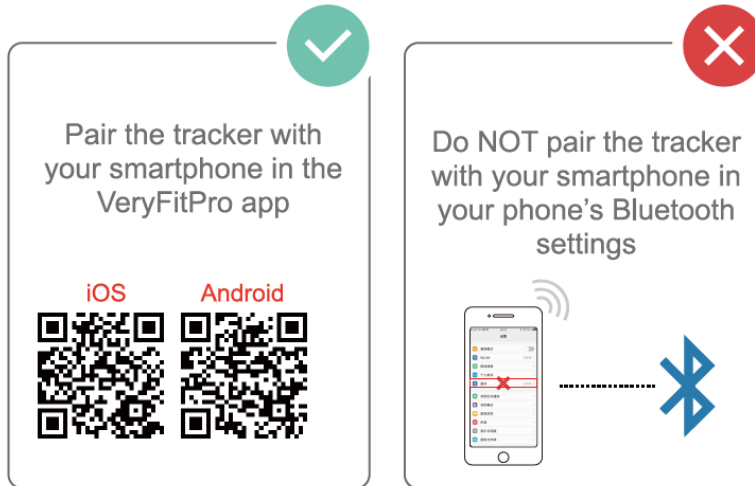 Pair the tracker with
your smartphone in the
VeryFitPro app
iOS
Android
Do NOT pair the tracker
with your smartphone in
your phone's Bluetooth
settings